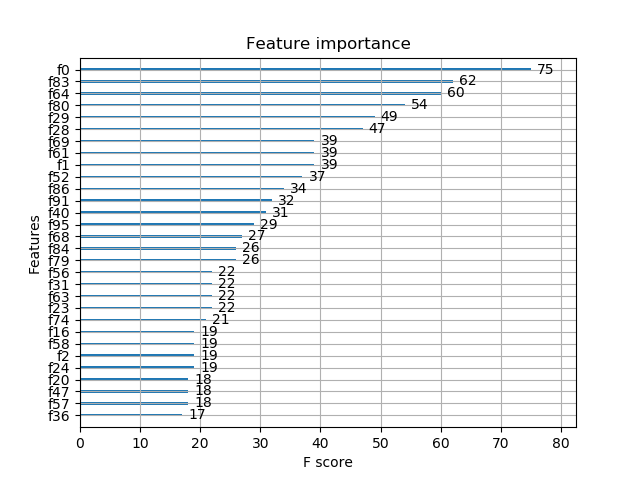 Feature importance
f0 75
f83 62
f64 60
f80 54
f29 49
f28 47
f69 39
f61 39
f1 39
f52 37
f86 34
f91 32
f40 31
f95 29
f68 27
f84 26
f79 26
f56 22
f31 22
f63 22
f23 22
f74 21
f16 19
f58 19
f2 19
f24 19
f20 18
f47 18
f57 18
f36 17
Features
0 10 20 30 40 50 60 70 80
F score